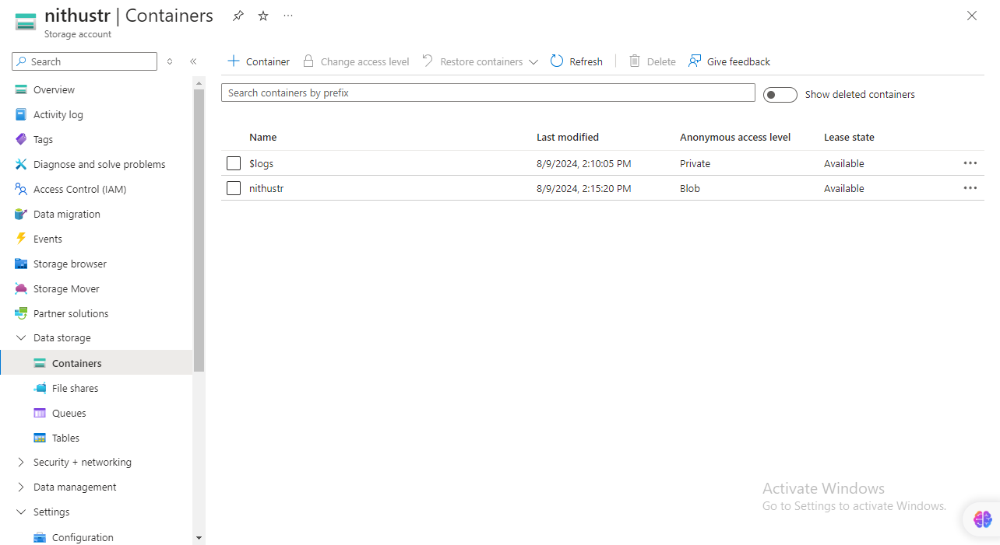 nithustr | Containers
Storage account
Search
Container
Change access level
Restore containers
Refresh
Delete
Give feedback
Overview
Activity log
Tags
Diagnose and solve problems
Access Control (IAM)
Data migration
Events
Storage browser
Storage Mover
Partner solutions
Data storage
Containers
File shares
Queues
Tables
Security + networking
Data management
Settings
Configuration
Search containers by prefix
Show deleted containers
Name Last modified Anonymous access level Lease state
$logs 8/9/2024, 2:10:05 PM Private Available
nithustr 8/9/2024, 2:15:20 PM Blob Available
Activate Windows
Go to Settings to activate Windows.